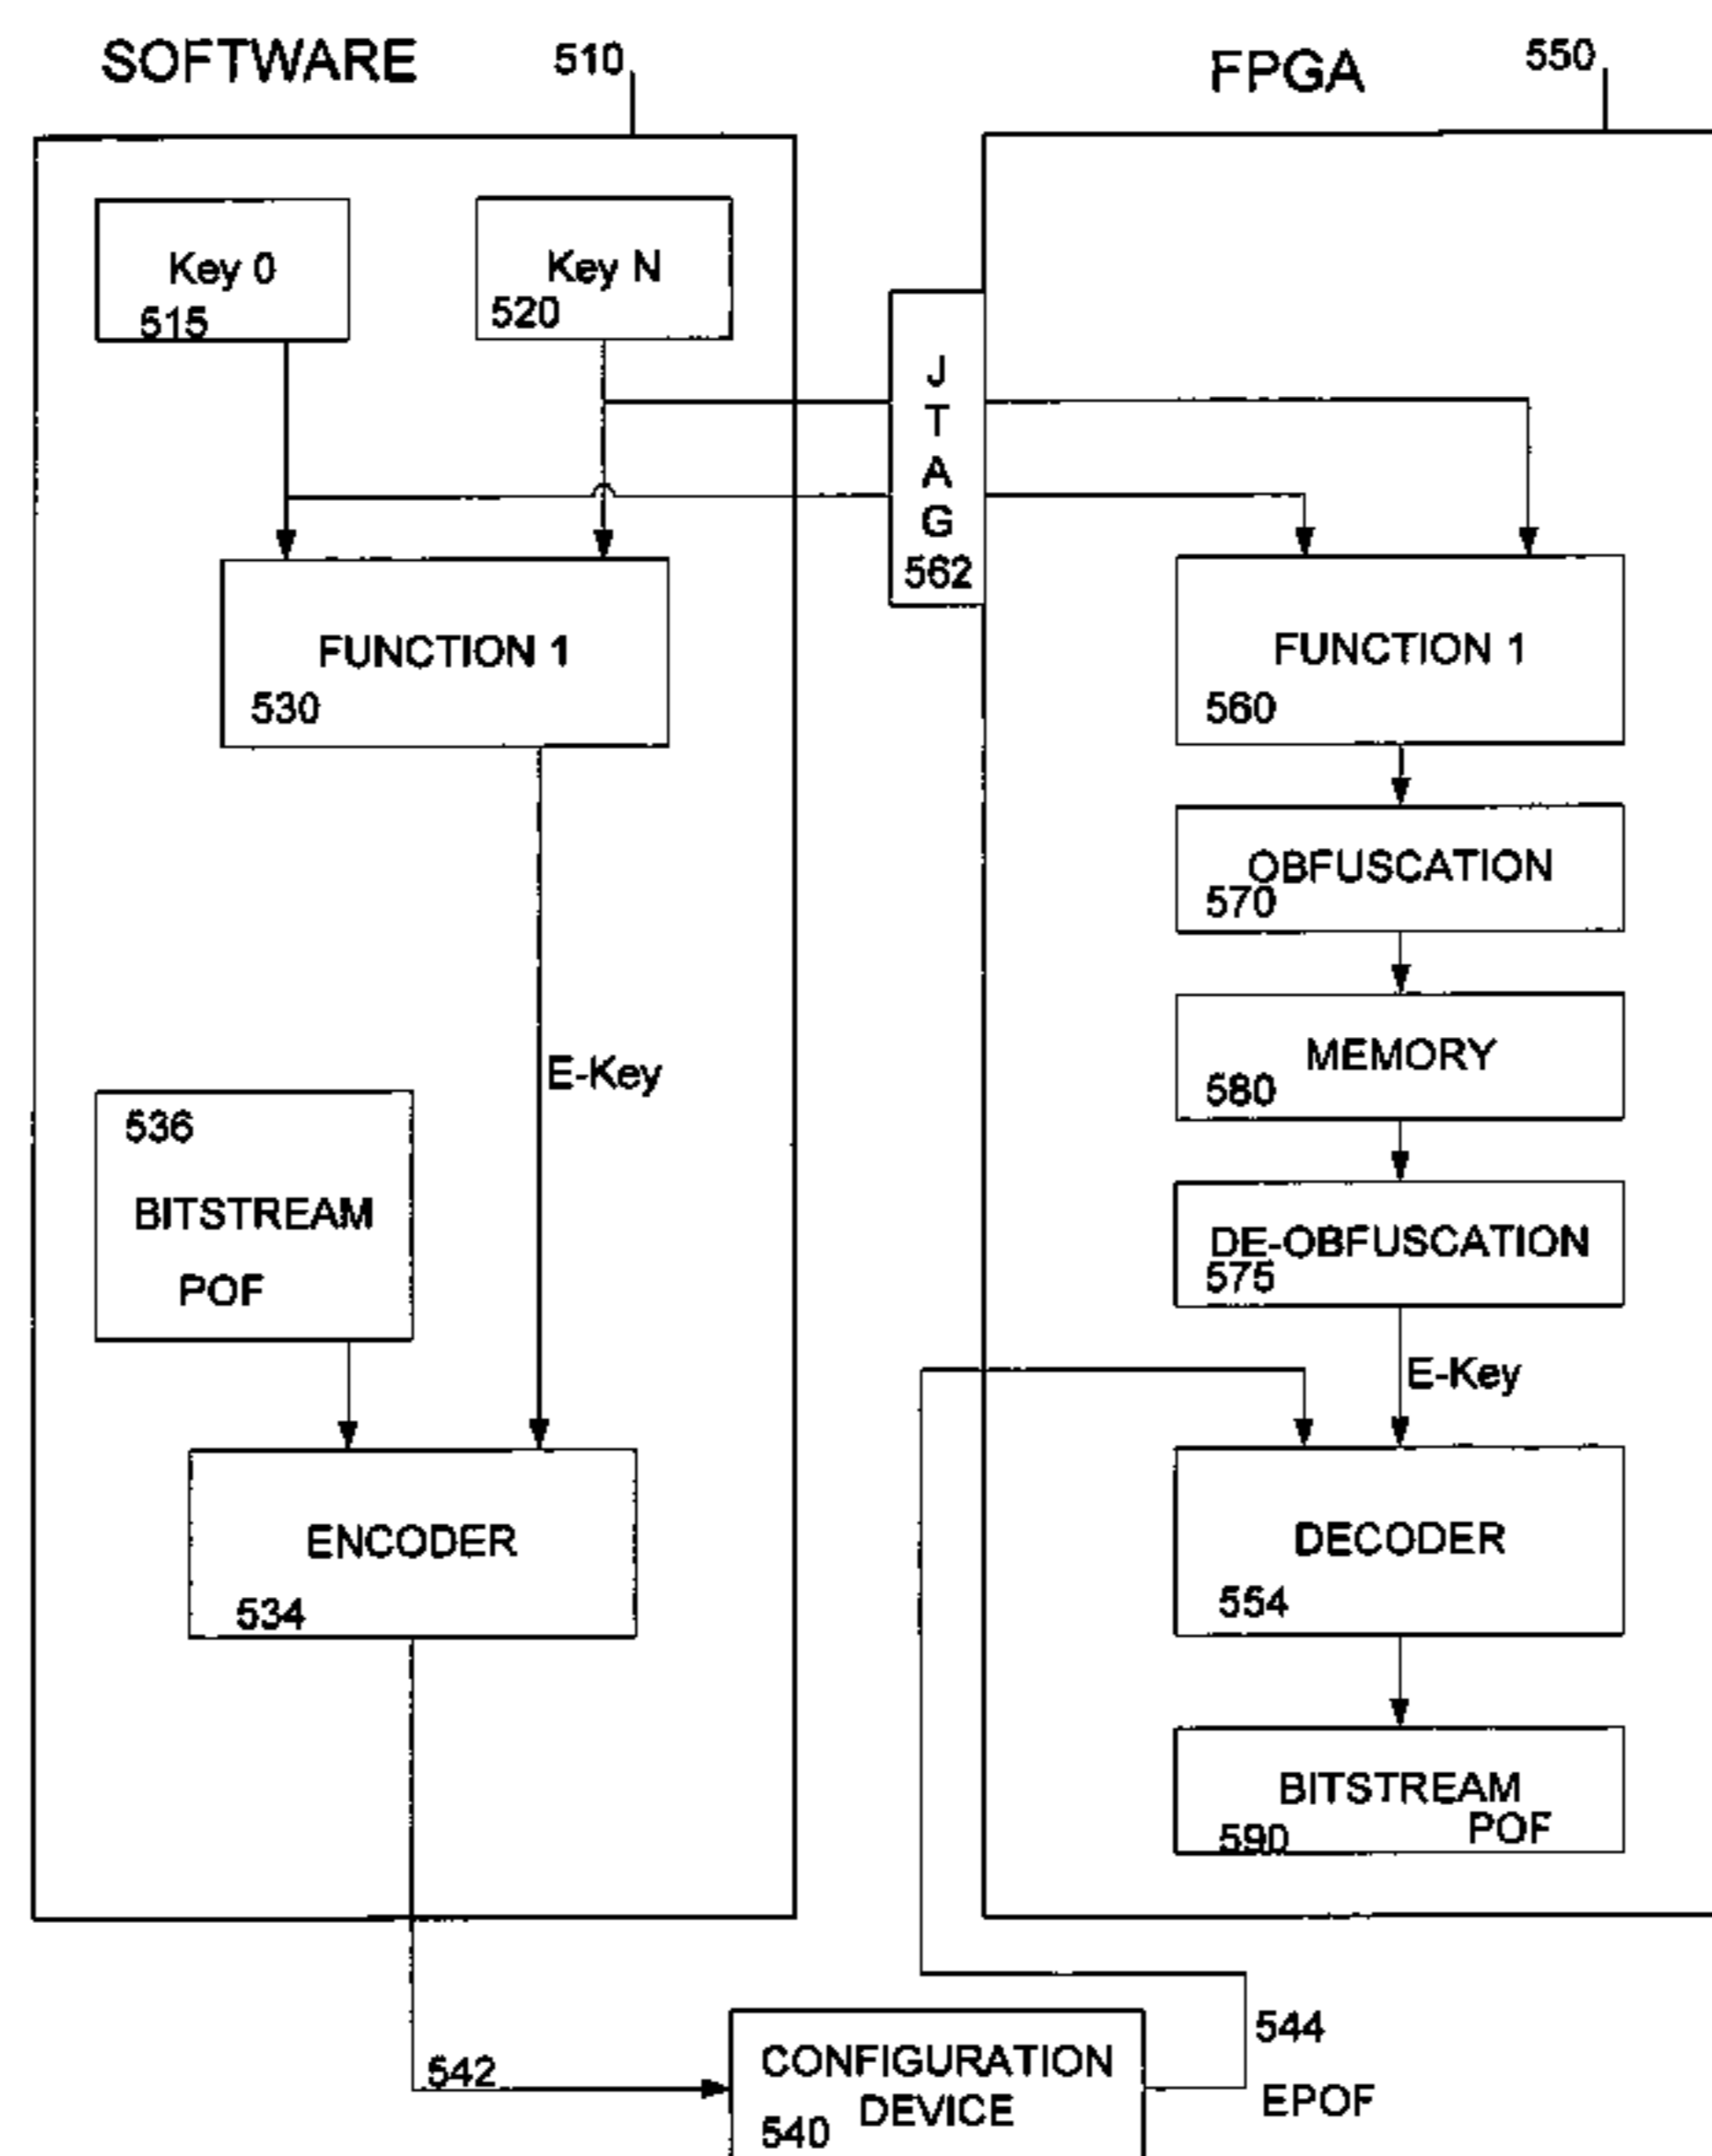 SOFTWARE
510
FPGA
550
Key 0
515
Key N
520
J
T
A
G
562
FUNCTION 1
530
FUNCTION 1
560
OBFUSCATION
570
MEMORY
580
E-Key
536
BITSTREAM
POF
DE-OBFUSCATION
575
E-Key
ENCODER
534
DECODER
554
BITSTREAM
POF
590
542
CONFIGURATION
DEVICE
540
544
EPOF